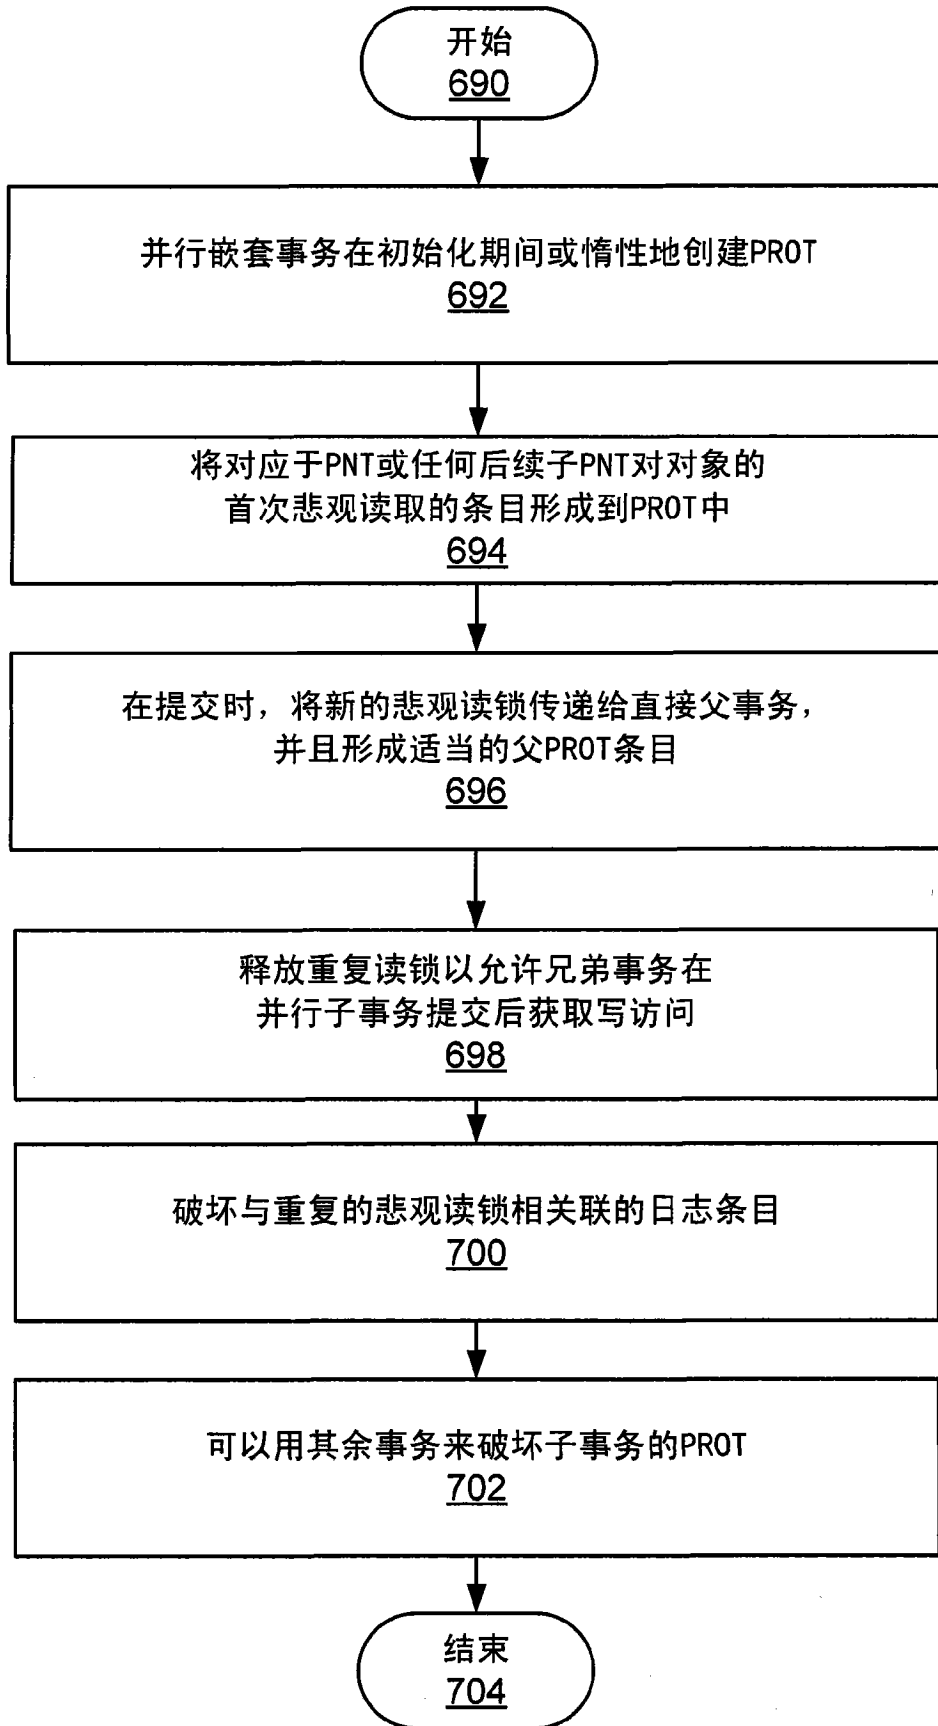 开始
690
并行嵌套事务在初始化期间或惰性地创建PROT
692
将对应于PNT或任何后续子PNT对对象的
首次悲观读取的条目形成到PROT中
694
在提交时，将新的悲观读锁传递给直接父事务，
并且形成适当的父PROT条目
696
释放重复读锁以允许兄弟事务在
并行子事务提交后获取写访问
698
破坏与重复的悲观读锁相关联的日志条目
700
可以用其余事务来破坏子事务的PROT
702
结束
704